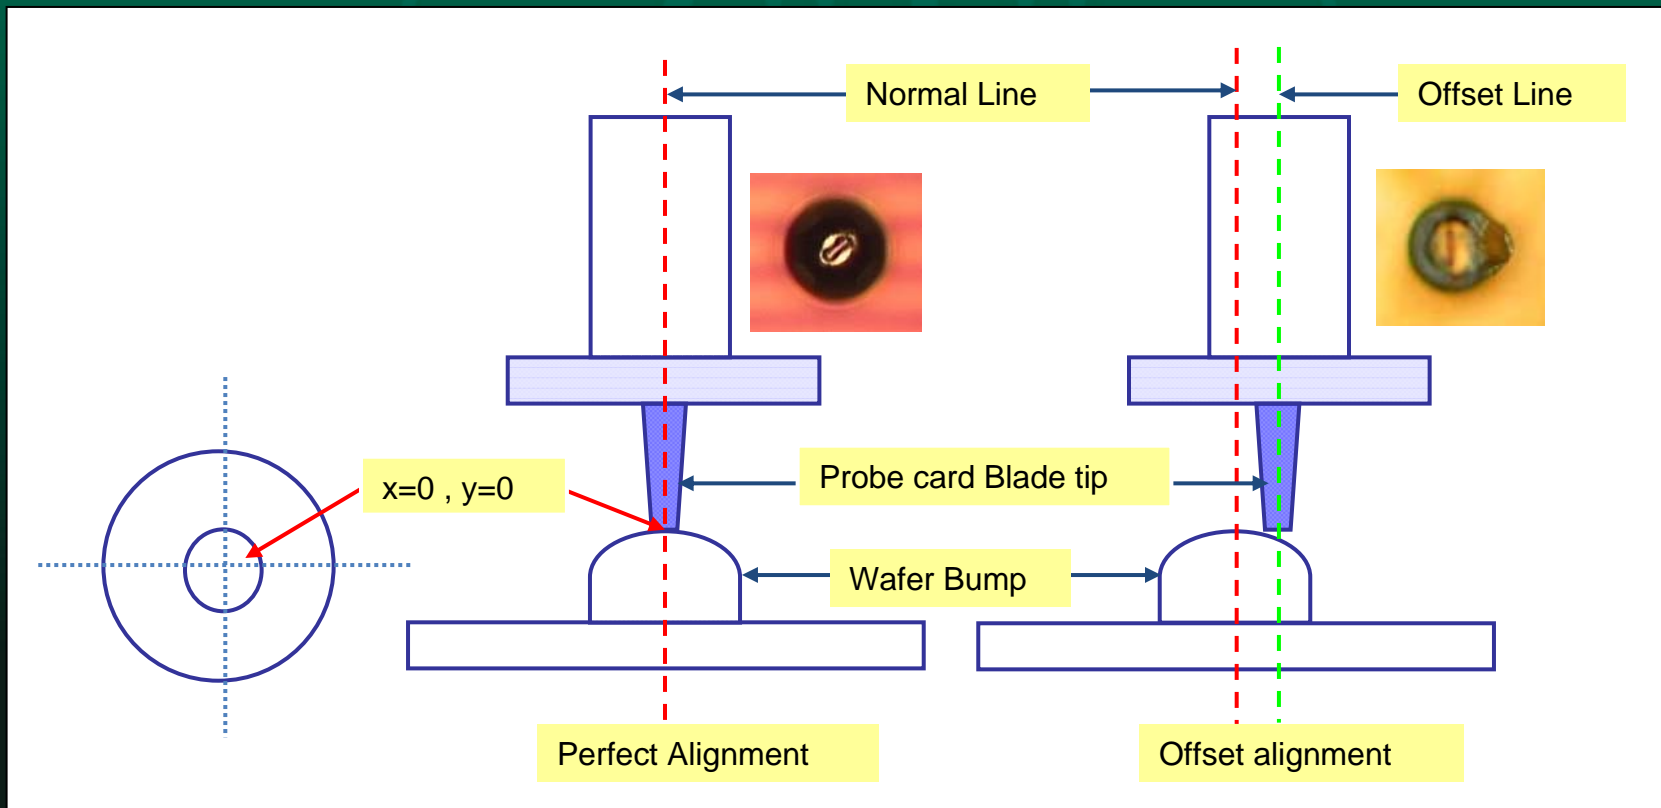 Normal Line
Offset Line
x=0 , y=0
Probe card Blade tip
Wafer Bump
Perfect Alignment
Offset alignment